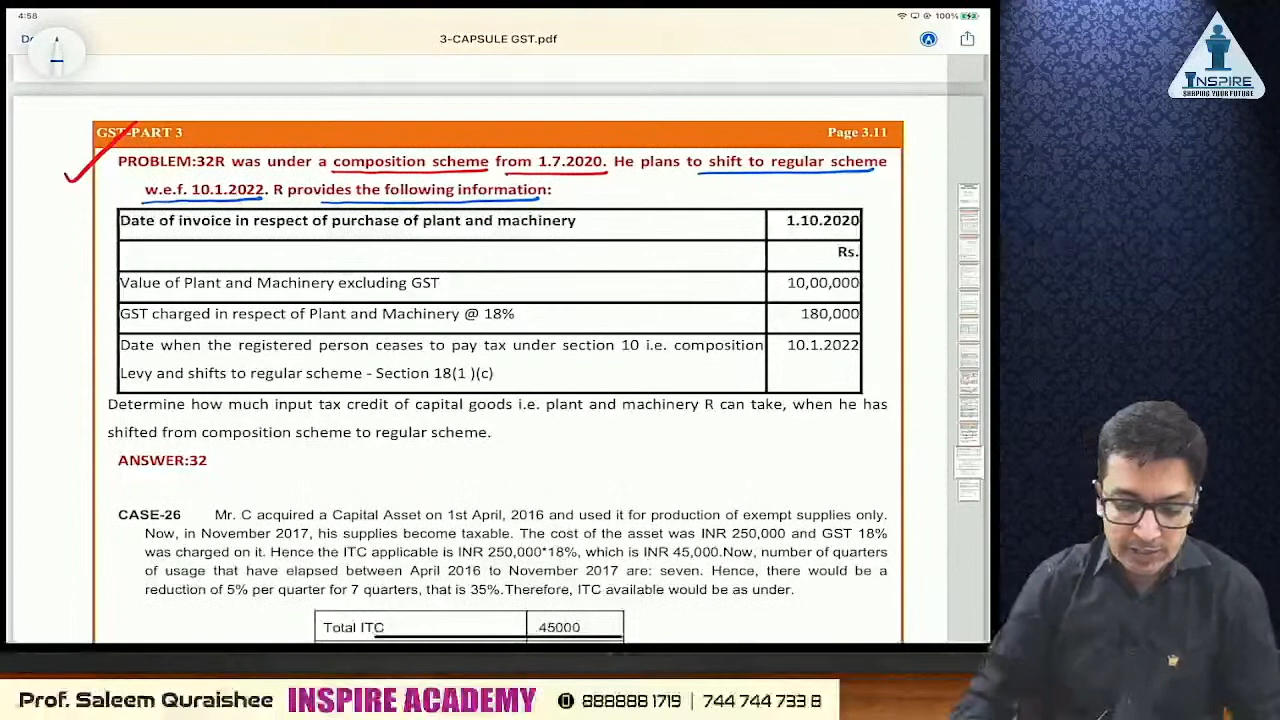 4:58
100%
3-CAPSULE GST.pdf
INSPIRE
SHAPING YOUR FUTURE
GST-PART 3 Page 3.11
PROBLEM:32R was under a composition scheme from 1.7.2020. He plans to shift to regular scheme
w.e.f. 10.1.2022. R provides the following information:
Date of invoice in respect of purchase of plant and machinery 1.10.2020
Rs.
Value of Plant and Machinery excluding GST 10,00,000
GST charged in respect of Plant and Machinery @ 18% 180,000
Date when the registered person ceases to pay tax under section 10 i.e. composition 10.1.2022
Levy and shifts to regular scheme - Section 18(1 )(c)
Determine how much input tax credit of capital goods i.e. plant and machinery R can take, when he has
shifted from composition scheme to regular scheme.
ANSWER:32
CASE-26 Mr. C acquired a Capital Asset on 1st April, 2016 and used it for production of exempt supplies only.
Now, in November 2017, his supplies become taxable. The cost of the asset was INR 250,000 and GST 18%
was charged on it. Hence the ITC applicable is INR 250,000*18%, which is INR 45,000.Now, number of quarters
of usage that have elapsed between April 2016 to November 2017 are: seven. Hence, there would be a
reduction of 5% per quarter for 7 quarters, that is 35%.Therefore, ITC available would be as under.
Total ITC 45000
Prof. Saleem Quraishee INSPIRE ACADEMY 888888 1719 | 744 744 733 8